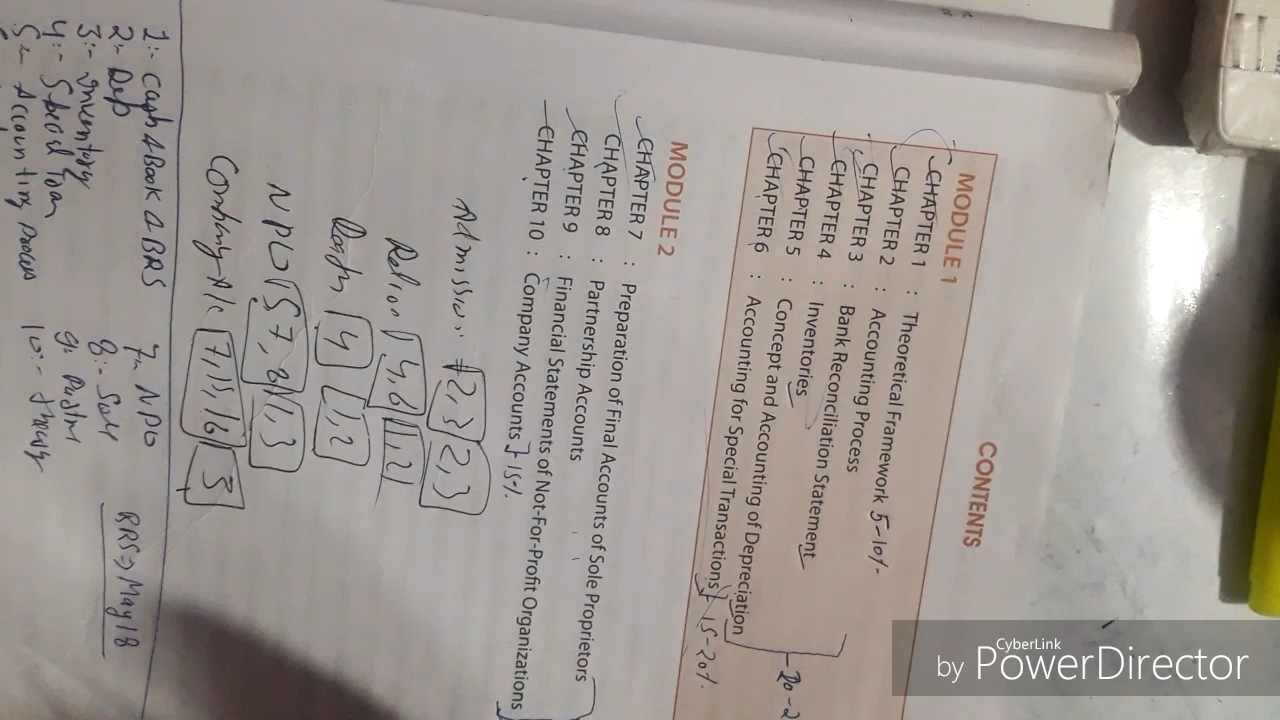 CONTENTS
MODULE 1
CHAPTER 1 : Theoretical Framework 5-10%
CHAPTER 2 : Accounting Process
CHAPTER 3 : Bank Reconciliation Statement
CHAPTER 4 : Inventories
CHAPTER 5 : Concept and Accounting of Depreciation
CHAPTER 6 : Accounting for Special Transactions
20-2
15-20%
MODULE 2
CHAPTER 7 : Preparation of Final Accounts of Sole Proprietors
CHAPTER 8 : Partnership Accounts
CHAPTER 9 : Financial Statements of Not-For-Profit Organizations
CHAPTER 10 : Company Accounts 15%
Admission 2,3 2,3
4,6 1,2
4 1,2
NPO 5,7,8 1,3
Company A/c 7,15,16 3
1:- Cash Book & BRS
2:- Dep
3:- Inventory
4:- Special
5:- Accounting process
7:- NPO
8:- Sole
9:-
10:- theory
BRS => May 18
by CyberLink PowerDirector